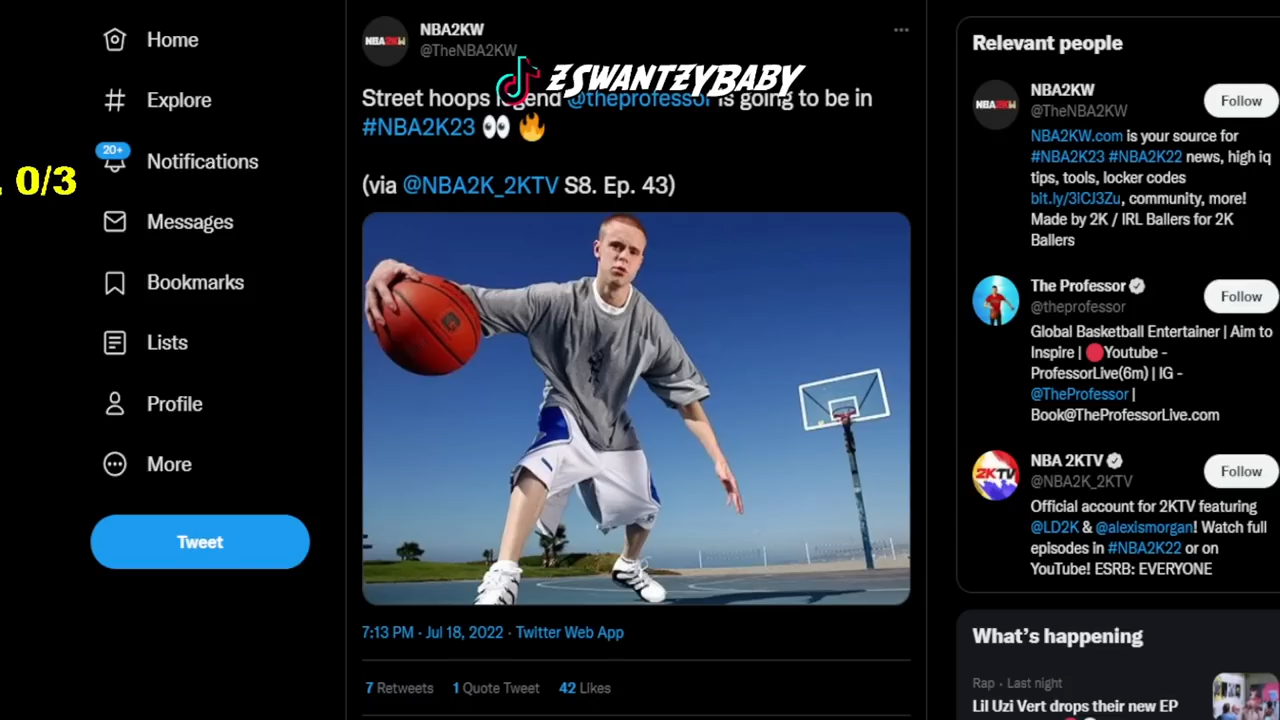 Home
Explore
20+
Notifications
. 0/3
Messages
Bookmarks
Lists
Profile
More
Tweet
NBA2KW
NBA2KW
@TheNBA2KW
ZSWANTZYBABY
Street hoops legend @theprofessor is going to be in
#NBA2K23 👀 🔥
(via @NBA2K_2KTV S8. Ep. 43)
7:13 PM · Jul 18, 2022 · Twitter Web App
7 Retweets 1 Quote Tweet 42 Likes
Relevant people
NBA2KW
NBA2KW
@TheNBA2KW
Follow
NBA2KW.com is your source for
#NBA2K23 #NBA2K22 news, high iq
tips, tools, locker codes
bit.ly/3iCJ3Zu, community, more!
Made by 2K / IRL Ballers for 2K
Ballers
The Professor
@theprofessor
Follow
Global Basketball Entertainer | Aim to
Inspire | 🔴Youtube -
ProfessorLive(6m) | IG -
@TheProfessor |
Book@TheProfessorLive.com
2KTV
NBA 2KTV
@NBA2K_2KTV
Follow
Official account for 2KTV featuring
@LD2K & @alexismorgan! Watch full
episodes in #NBA2K22 or on
YouTube! ESRB: EVERYONE
What's happening
Rap · Last night
Lil Uzi Vert drops their new EP